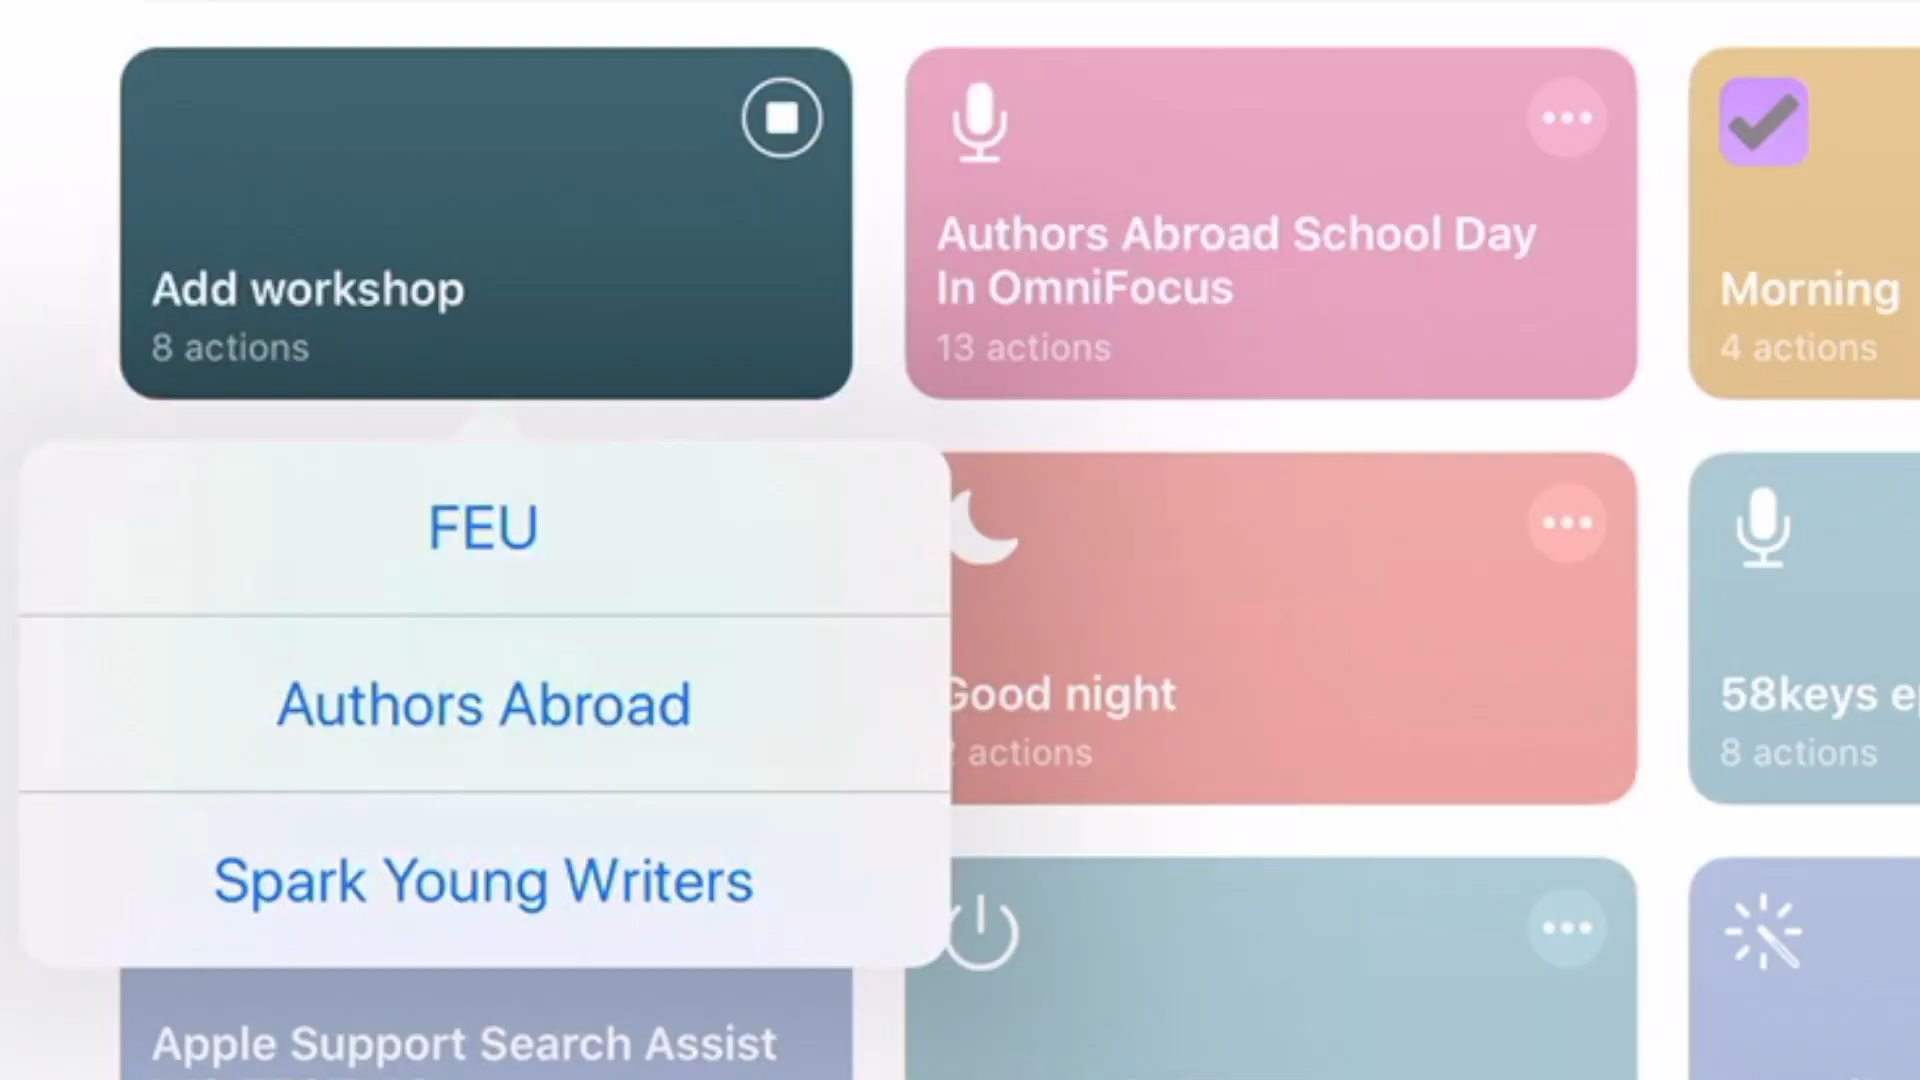 Add workshop
8 actions
Authors Abroad School Day
In OmniFocus
13 actions
Morning
4 actions
FEU
Authors Abroad
Spark Young Writers
Good night
actions
58keys
8 actions
Apple Support Search Assist